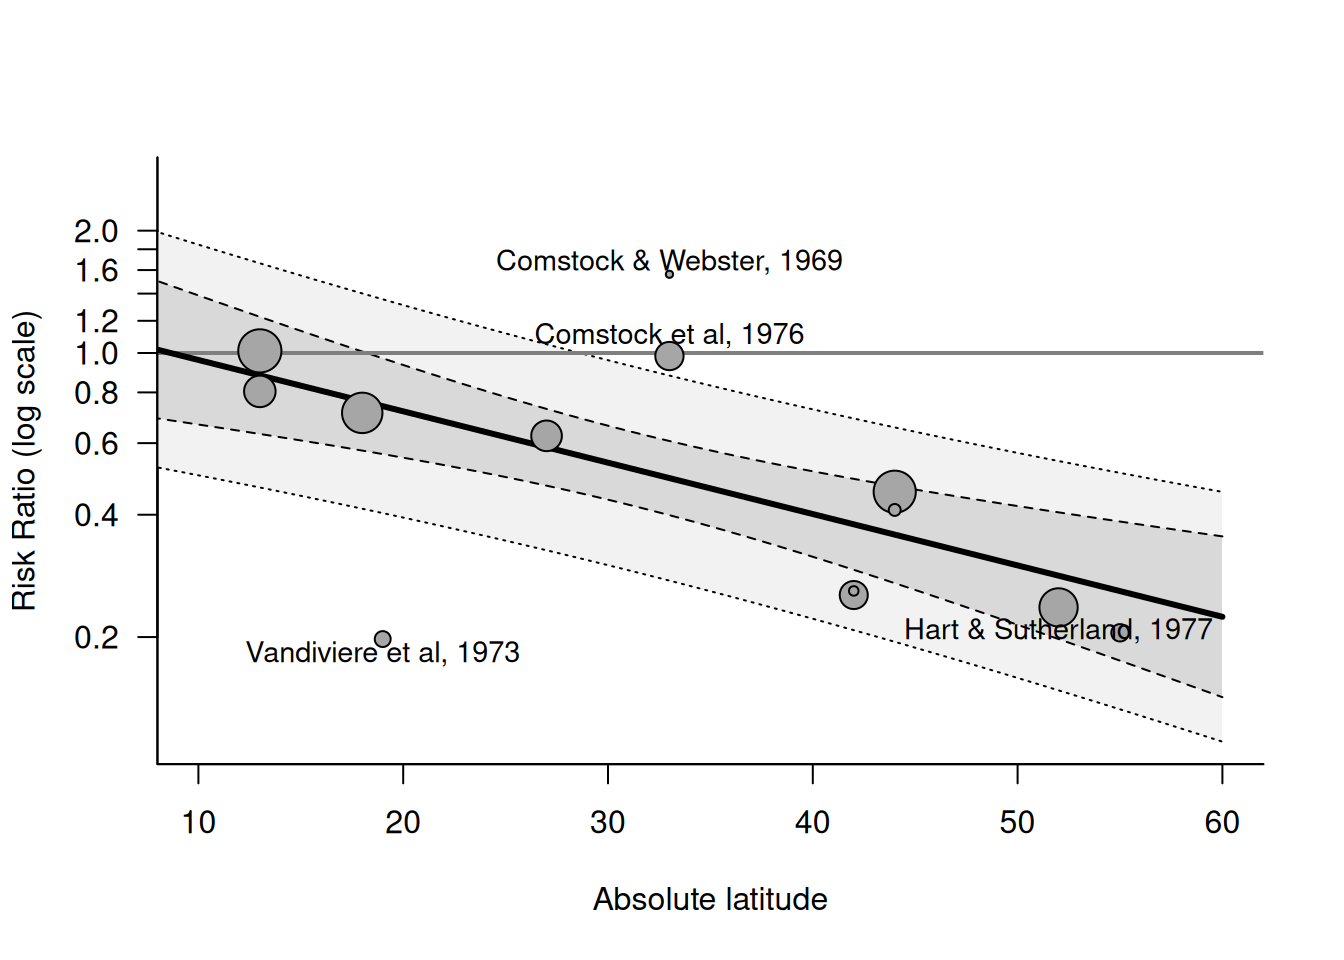 2.0
1.6
1.2
1.0
0.8
0.6
0.4
0.2
Risk Ratio (log scale)
Comstock & Webster, 1969
Comstock et al, 1976
Hart & Sutherland, 1977
Vandiviere et al, 1973
10 20 30 40 50 60
Absolute latitude